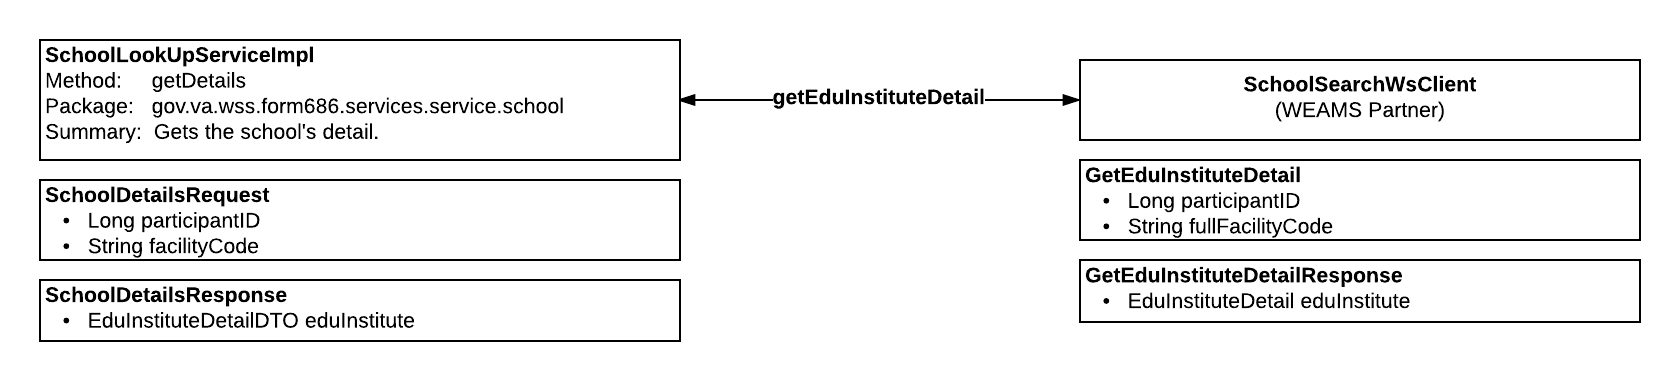 SchoolLookUpServiceImpl
Method: getDetails
Package: gov.va.wss.form686.services.service.school
Summary: Gets the school's detail.
SchoolDetailsRequest
• Long participantID
• String facilityCode
SchoolDetailsResponse
• EduInstituteDetailDTO eduInstitute
getEduInstituteDetail
SchoolSearchWsClient
(WEAMS Partner)
GetEduInstituteDetail
• Long participantID
• String fullFacilityCode
GetEduInstituteDetailResponse
• EduInstituteDetail eduInstitute